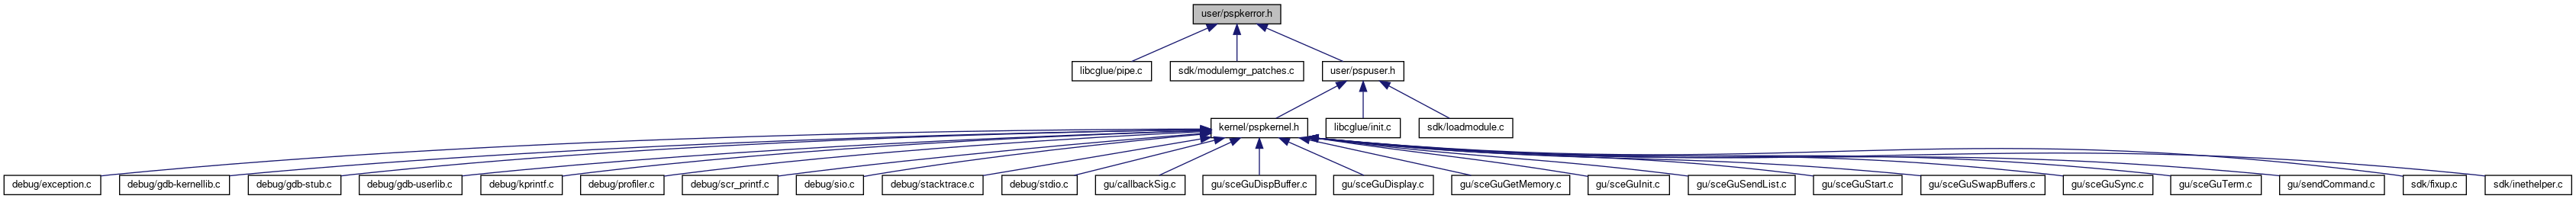 user/pspkerror.h
libcglue/pipe.c
sdk/modulemgr_patches.c
user/pspuser.h
kernel/pspkernel.h
libcglue/init.c
sdk/loadmodule.c
debug/exception.c
debug/gdb-kernellib.c
debug/gdb-stub.c
debug/gdb-userlib.c
debug/kprintf.c
debug/profiler.c
debug/scr_printf.c
debug/sio.c
debug/stacktrace.c
debug/stdio.c
gu/callbackSig.c
gu/sceGuDispBuffer.c
gu/sceGuDisplay.c
gu/sceGuGetMemory.c
gu/sceGuInit.c
gu/sceGuSendList.c
gu/sceGuStart.c
gu/sceGuSwapBuffers.c
gu/sceGuSync.c
gu/sceGuTerm.c
gu/sendCommand.c
sdk/fixup.c
sdk/inethelper.c